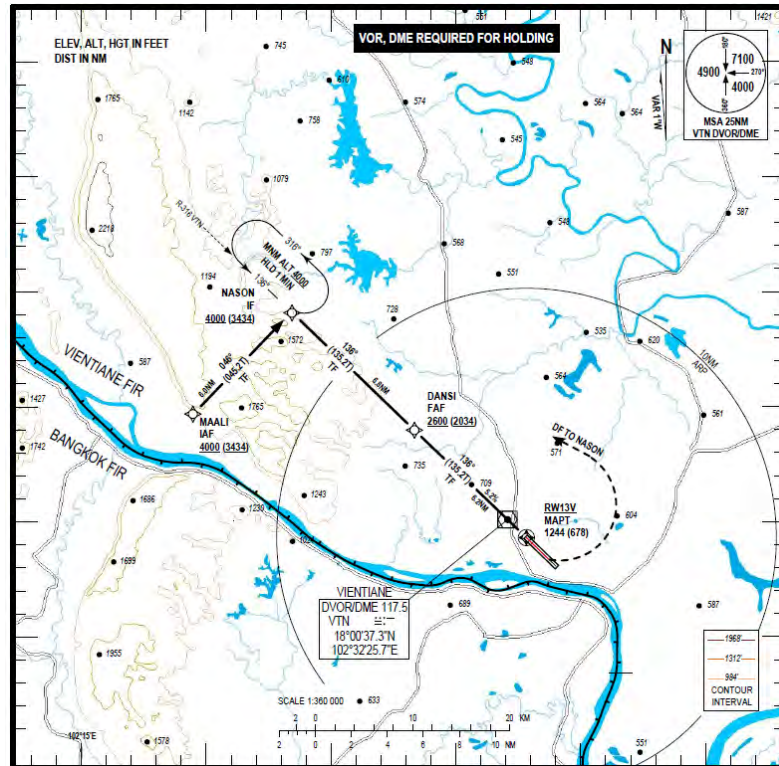 ELEV, ALT, HGT IN FEET
DIST IN NM
VOR, DME REQUIRED FOR HOLDING
N
VAR 1°W
7100
4900
4000
270°
MSA 25NM
VTN DVOR/DME
745
551
548
1421
610
1765
1142
574
564
564
758
545
1079
2218
R-316 VTN
316°
MNM ALT 4000
HLD 1 MIN
136°
797
568
548
587
551
1194
NASON
IF
4000 (3434)
1572
728
535
620
10NM
ARP
VIENTIANE FIR
BANGKOK FIR
587
046°
(045.2T)
TF
6.0NM
136°
(135.2T)
TF
6.8NM
564
561
1427
1742
MAALI
IAF
4000 (3434)
1765
DANSI
FAF
2600 (2034)
DF TO NASON
571
735
136°
(135.2T)
TF
709
5.2%
6.2NM
1686
1243
1230
RW13V
MAPT
1244 (678)
604
1699
VIENTIANE
DVOR/DME 117.5
VTN
18°00'37.3"N
102°32'25.7"E
689
587
1955
1968'
1312'
984'
CONTOUR
INTERVAL
SCALE 1:360 000
633
2 0 10 20 KM
2 0 2 4 6 8 10 NM
102°15'E
1578
551